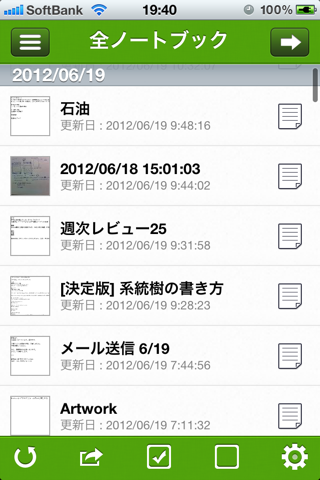 SoftBank 19:40 100%
全ノートブック
2012/06/19
石油
更新日 : 2012/06/19 9:48:16
2012/06/18 15:01:03
更新日 : 2012/06/19 9:44:02
週次レビュー25
更新日 : 2012/06/19 9:31:58
[決定版] 系統樹の書き方
更新日 : 2012/06/19 9:28:23
メール送信 6/19
更新日 : 2012/06/19 7:44:56
Artwork
更新日 : 2012/06/19 7:11:32